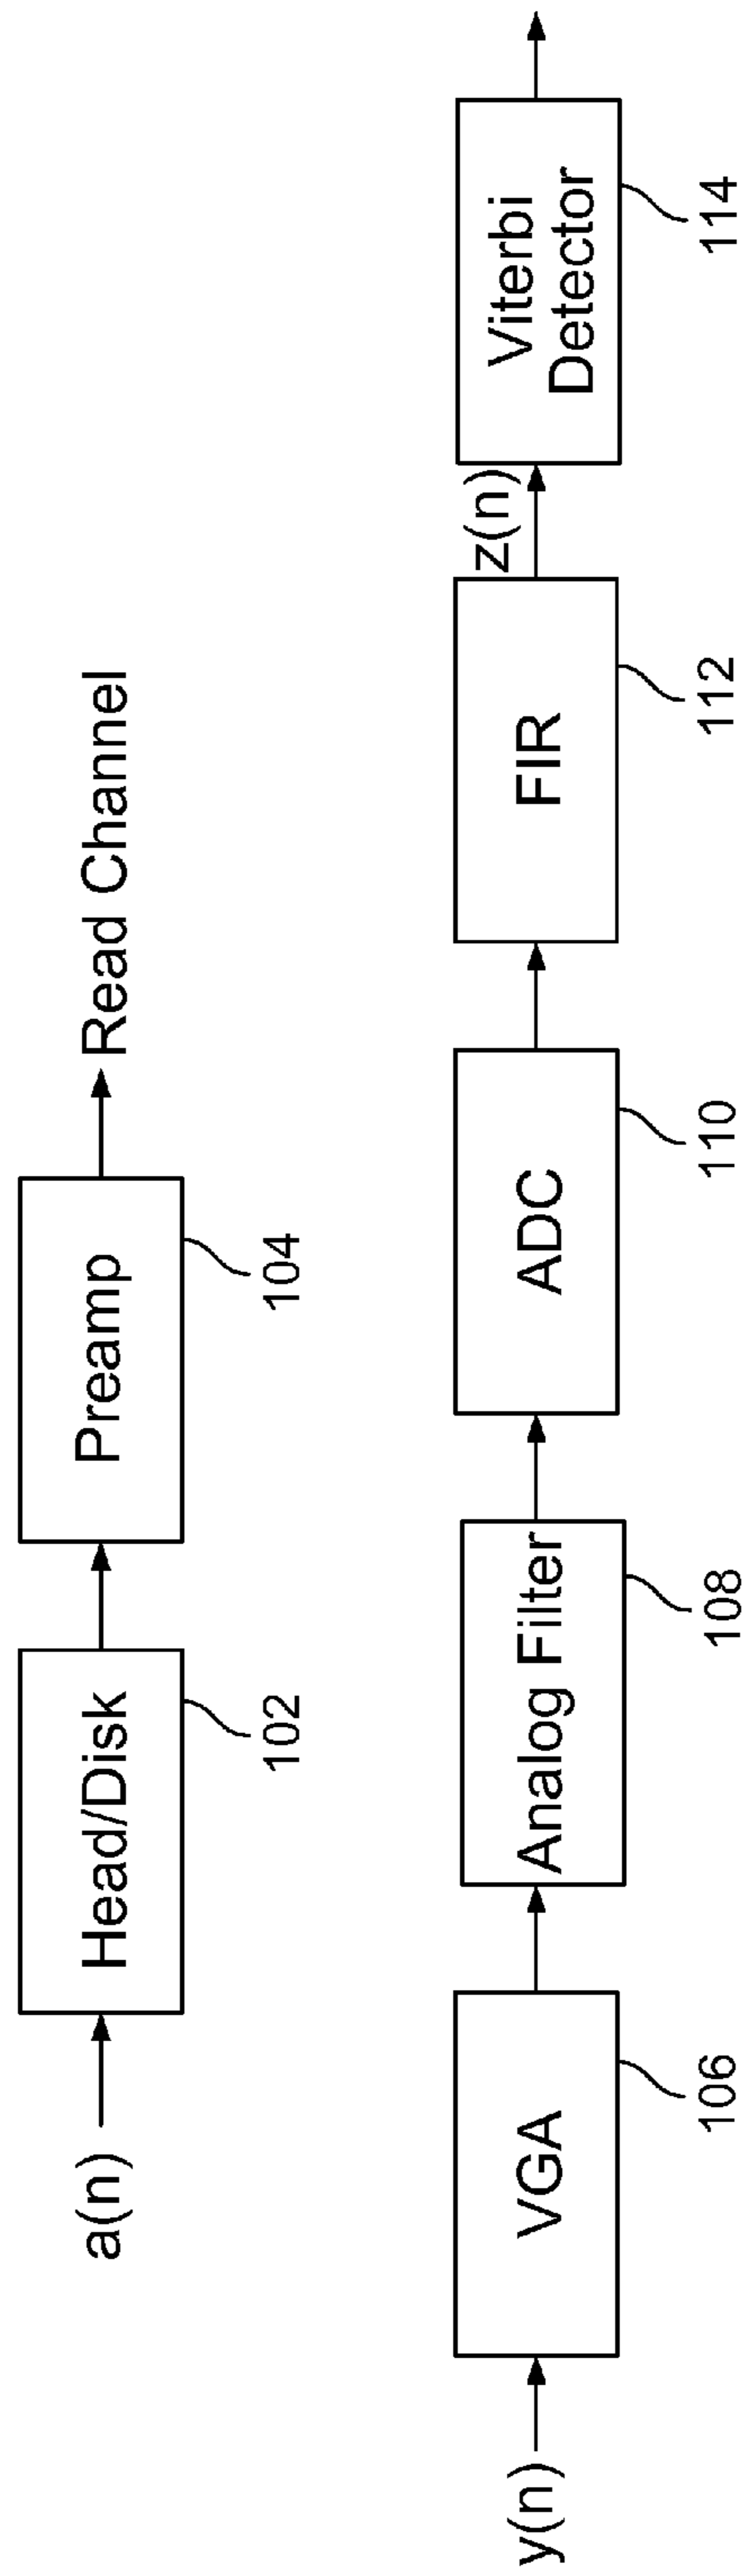 a(n)
Head/Disk
102
Preamp
104
Read Channel
y(n)
VGA
106
Analog Filter
108
ADC
110
FIR
112
z(n)
Viterbi
Detector
114